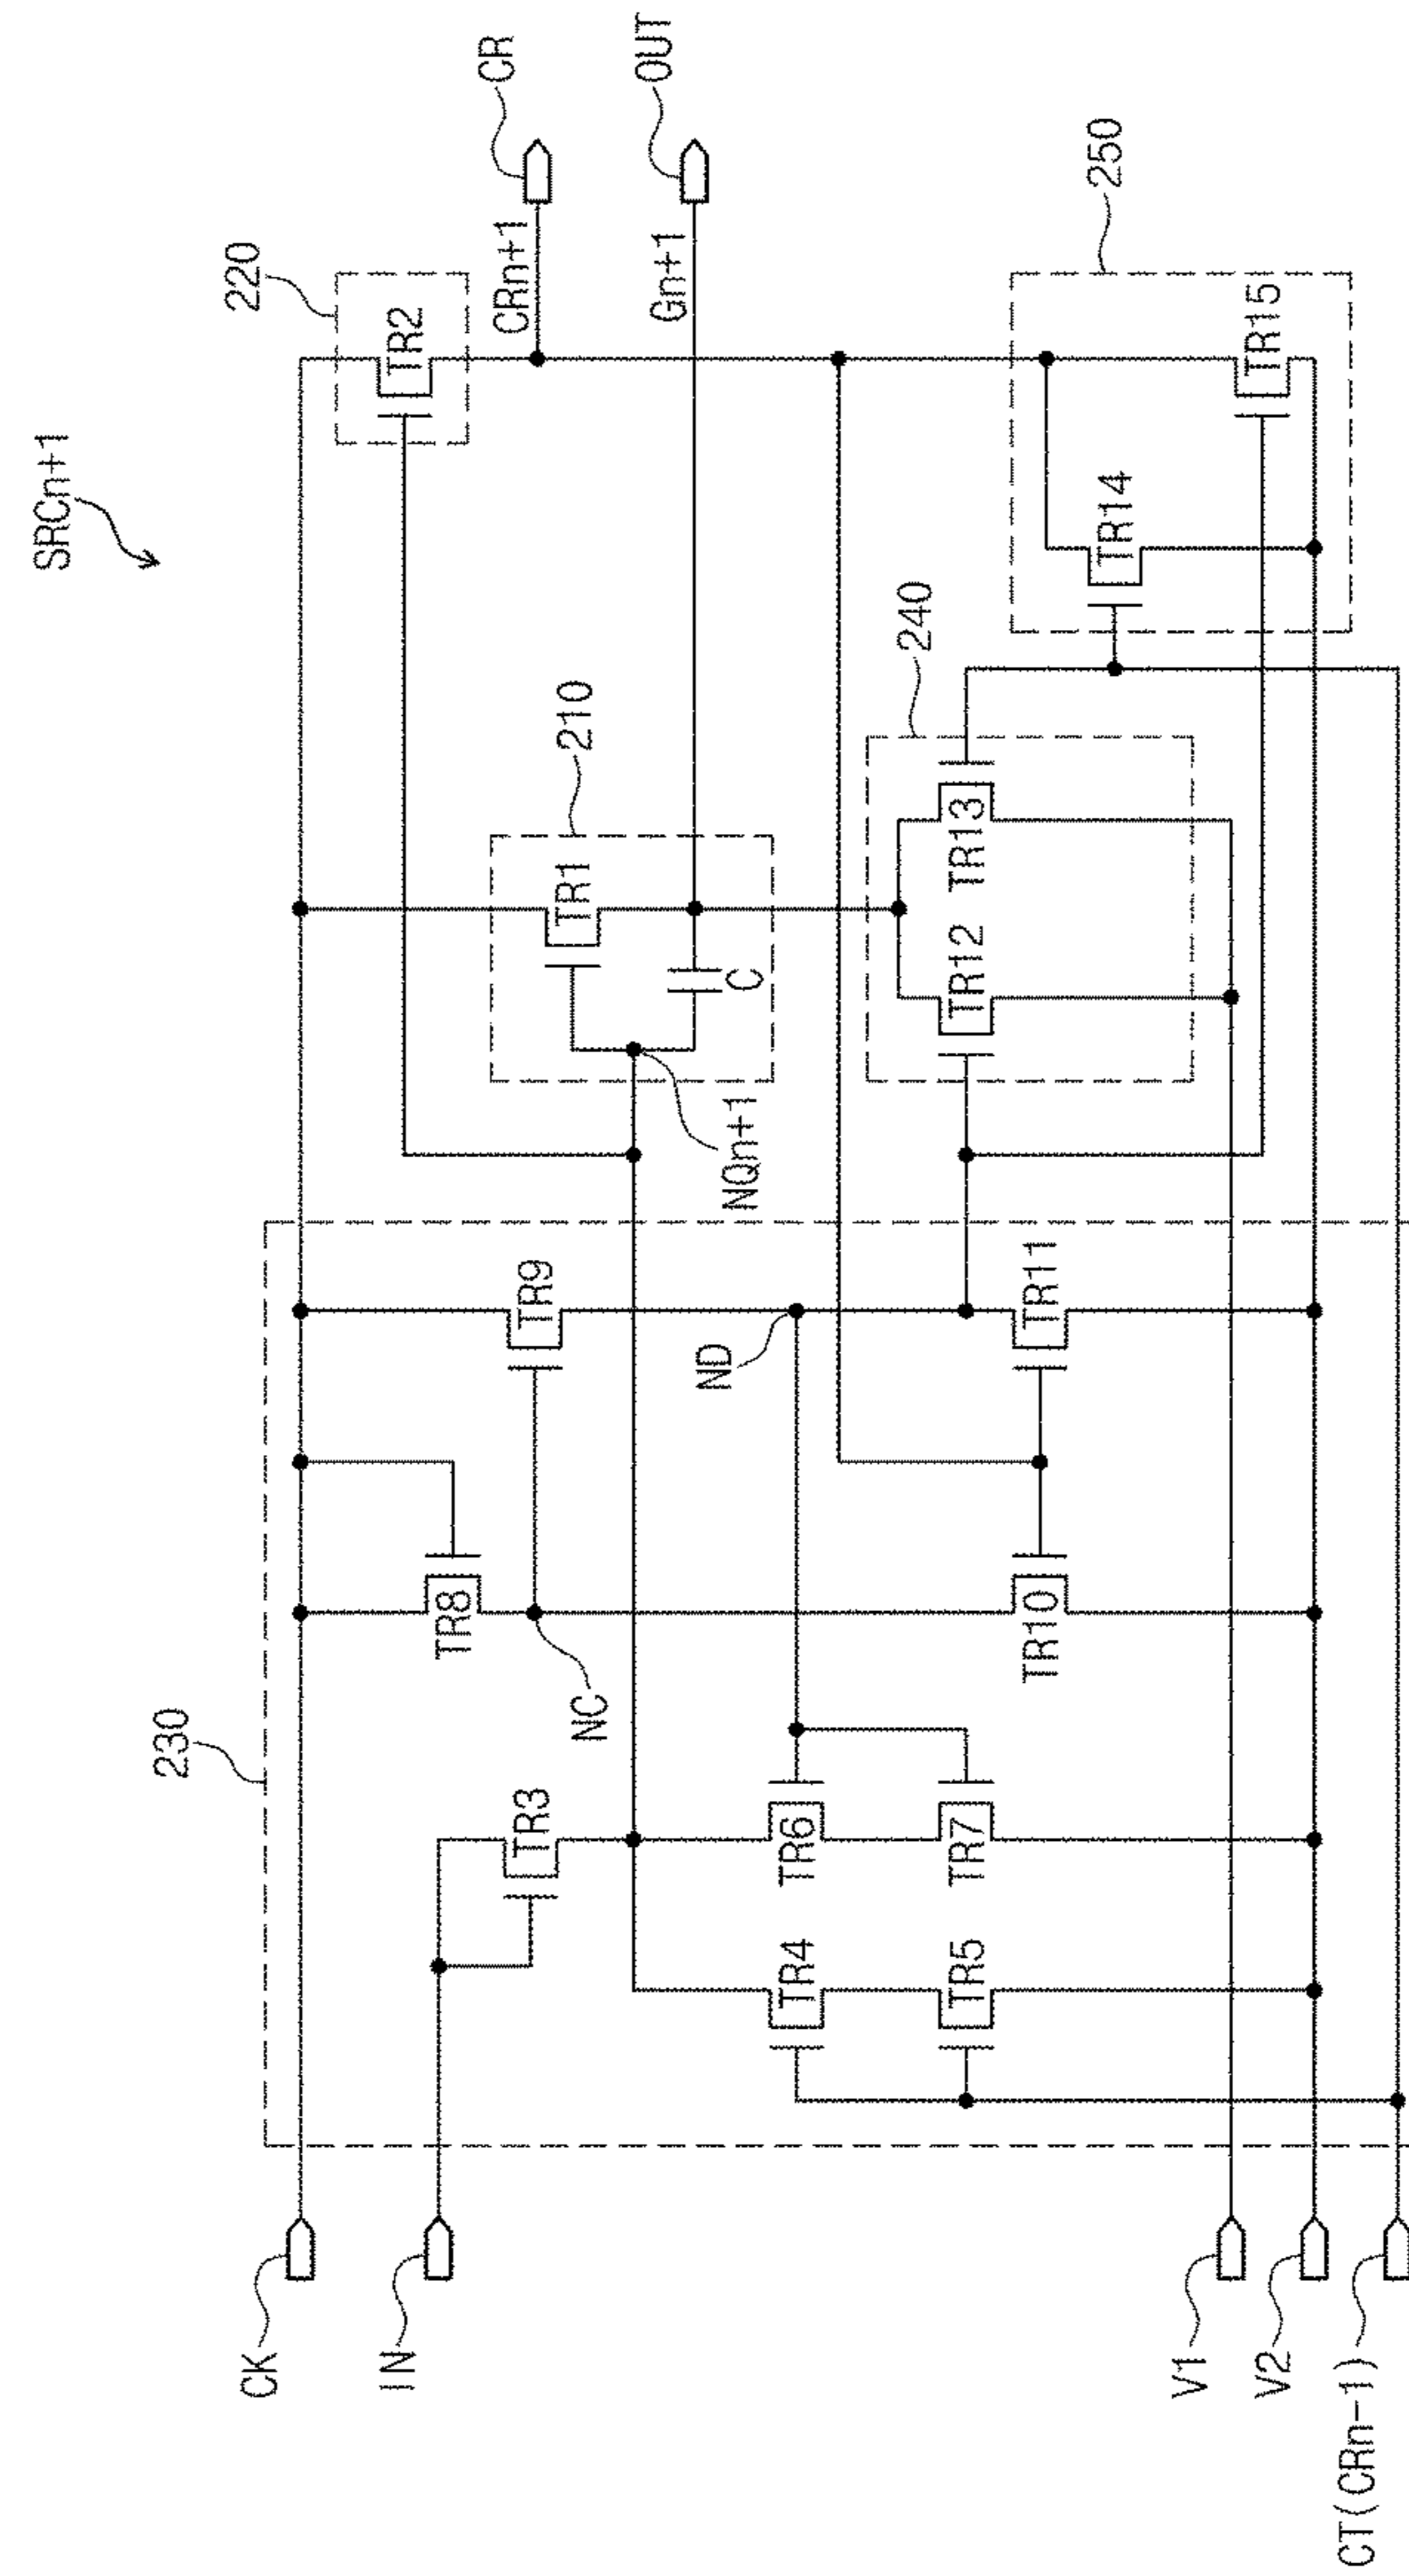 SRCn+1
220
TR2
CR
CRn+1
OUT
Gn+1
210
TR1
C
NQn+1
230
TR9
TR8
NC
ND
TR3
TR4
TR6
TR5
TR7
TR10
TR11
240
TR12
TR13
250
TR14
TR15
CK
IN
V1
V2
CT(CRn-1)